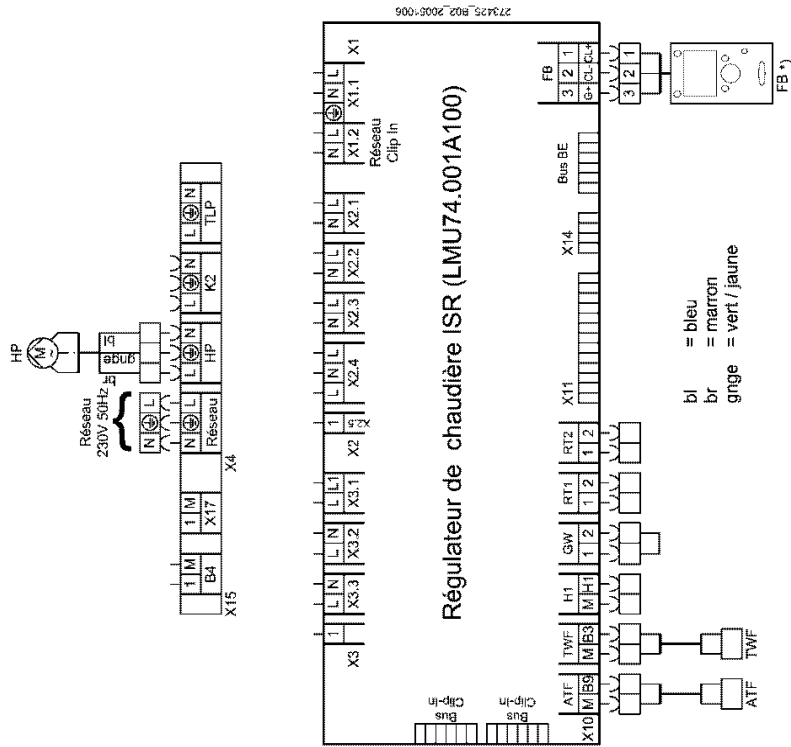 HP
M
~
Réseau
230V 50Hz
br
gnge
bl
N ⏚ L
1 M
1 M
N ⏚ L
L ⏚ N
L ⏚ N
L ⏚ N
B4
X17
Réseau
HP
K2
TLP
X15
X4
1
L N
L N
L L1
1
L N
N L
N L
N L
N L
⏚ N N L
X3
X3.3
X3.2
X3.1
X2
X2.5
X2.4
X2.3
X2.2
X2.1
X1.2
X1.1
X1
Réseau
Clip In
Bus
Clip-In
Bus
Clip-In
Régulateur de chaudière ISR (LMU74.001A100)
273425_B02_20051006
X10
ATF
TWF
H1
GW
RT1
RT2
X11
X14
Bus BE
FB
M B9
M B3
M H1
1 2
1 2
1 2
3 2 1
G+ CL- CL+
3 2 1
ATF
TWF
bl = bleu
br = marron
gnge = vert / jaune
FB *)